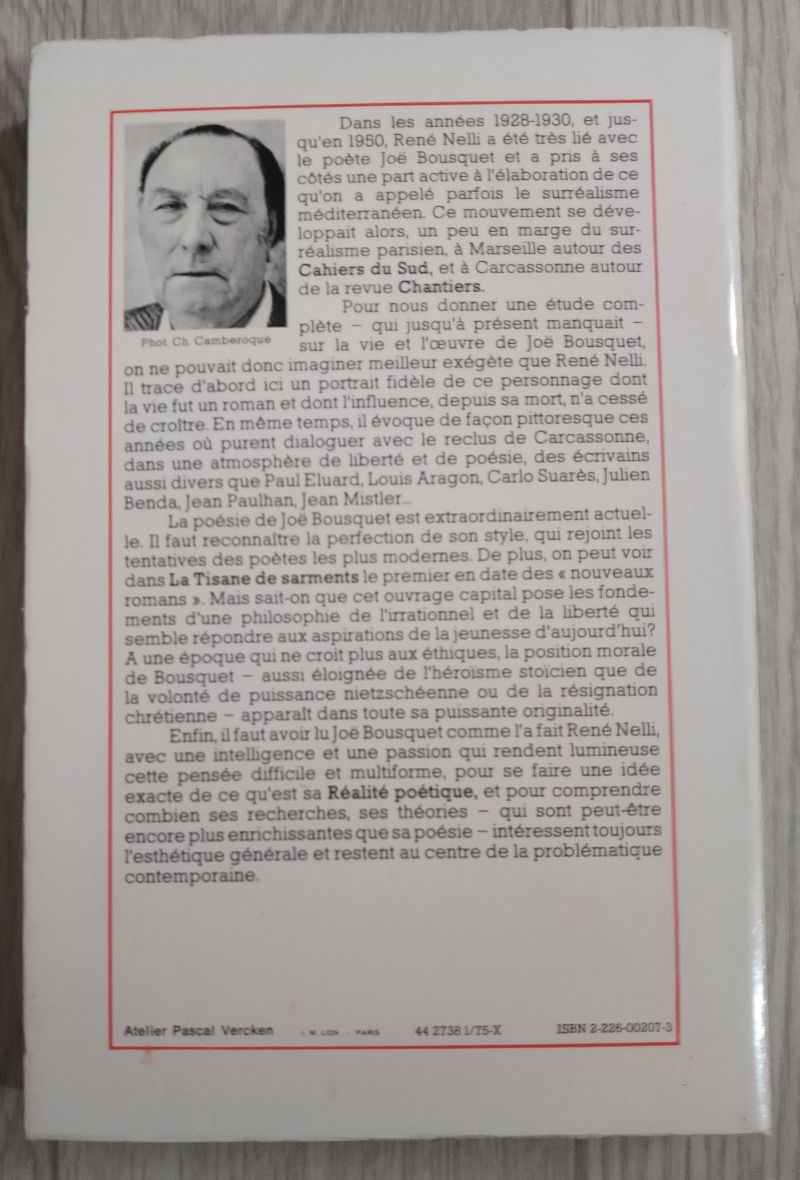 Dans les années 1928-1930, et jus-
qu'en 1950, René Nelli a été très lié avec
le poète Joë Bousquet et a pris à ses
côtés une part active à l'élaboration de ce
qu'on a appelé parfois le surréalisme
méditerranéen. Ce mouvement se déve-
loppait alors, un peu en marge du sur-
réalisme parisien, à Marseille autour des
Cahiers du Sud, et à Carcassonne autour
de la revue Chantiers.
Pour nous donner une étude com-
plète – qui jusqu'à présent manquait –
Phot. Ch. Camberoque
sur la vie et l'œuvre de Joë Bousquet,
on ne pouvait donc imaginer meilleur exégète que René Nelli.
Il trace d'abord ici un portrait fidèle de ce personnage dont
la vie fut un roman et dont l'influence, depuis sa mort, n'a cessé
de croître. En même temps, il évoque de façon pittoresque ces
années où purent dialoguer avec le reclus de Carcassonne,
dans une atmosphère de liberté et de poésie, des écrivains
aussi divers que Paul Eluard, Louis Aragon, Carlo Suarès, Julien
Benda, Jean Paulhan, Jean Mistler...
La poésie de Joë Bousquet est extraordinairement actuel-
le. Il faut reconnaître la perfection de son style, qui rejoint les
tentatives des poètes les plus modernes. De plus, on peut voir
dans La Tisane de sarments le premier en date des « nouveaux
romans ». Mais sait-on que cet ouvrage capital pose les fonde-
ments d'une philosophie de l'irrationnel et de la liberté qui
semble répondre aux aspirations de la jeunesse d'aujourd'hui?
A une époque qui ne croit plus aux éthiques, la position morale
de Bousquet – aussi éloignée de l'héroïsme stoïcien que de
la volonté de puissance nietzschéenne ou de la résignation
chrétienne – apparaît dans toute sa puissante originalité.
Enfin, il faut avoir lu Joë Bousquet comme l'a fait René Nelli,
avec une intelligence et une passion qui rendent lumineuse
cette pensée difficile et multiforme, pour se faire une idée
exacte de ce qu'est sa Réalité poétique, et pour comprendre
combien ses recherches, ses théories – qui sont peut-être
encore plus enrichissantes que sa poésie – intéressent toujours
l'esthétique générale et restent au centre de la problématique
contemporaine.
Atelier Pascal Vercken LION - PARIS 44 2738 1/75-X ISBN 2-226-00207-3